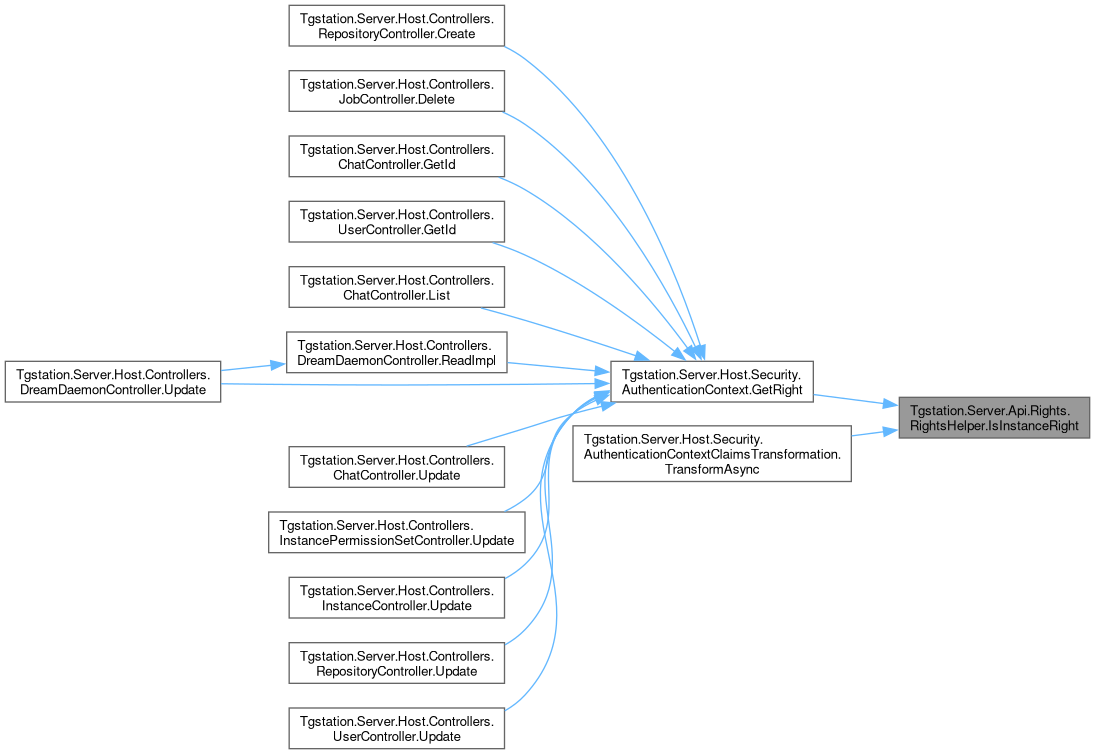 Tgstation.Server.Host.Controllers.
RepositoryController.Create
Tgstation.Server.Host.Controllers.
JobController.Delete
Tgstation.Server.Host.Controllers.
ChatController.GetId
Tgstation.Server.Host.Controllers.
UserController.GetId
Tgstation.Server.Host.Controllers.
ChatController.List
Tgstation.Server.Host.Controllers.
DreamDaemonController.ReadImpl
Tgstation.Server.Host.Controllers.
DreamDaemonController.Update
Tgstation.Server.Host.Security.
AuthenticationContext.GetRight
Tgstation.Server.Api.Rights.
RightsHelper.IsInstanceRight
Tgstation.Server.Host.Security.
AuthenticationContextClaimsTransformation.
TransformAsync
Tgstation.Server.Host.Controllers.
ChatController.Update
Tgstation.Server.Host.Controllers.
InstancePermissionSetController.Update
Tgstation.Server.Host.Controllers.
InstanceController.Update
Tgstation.Server.Host.Controllers.
RepositoryController.Update
Tgstation.Server.Host.Controllers.
UserController.Update